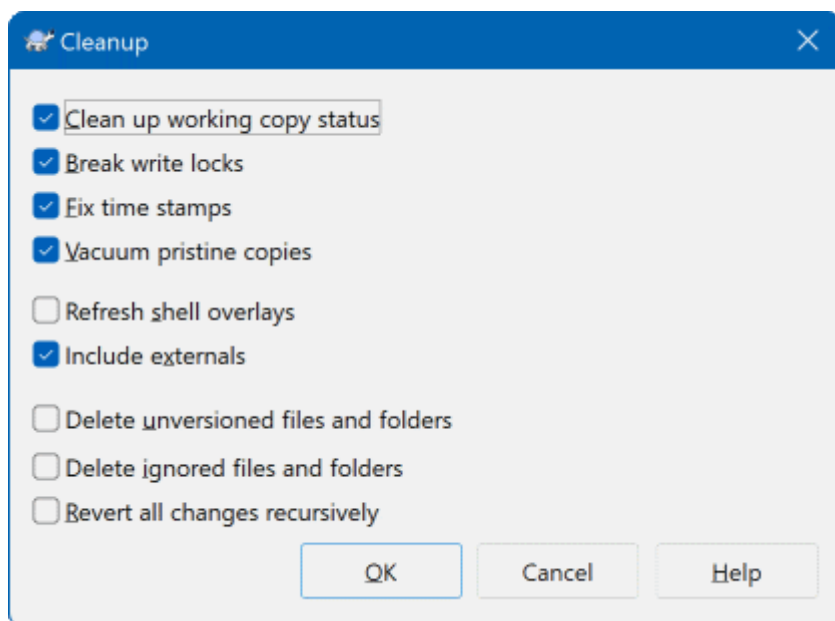 Cleanup
Clean up working copy status
Break write locks
Fix time stamps
Vacuum pristine copies
Refresh shell overlays
Include externals
Delete unversioned files and folders
Delete ignored files and folders
Revert all changes recursively
OK Cancel Help